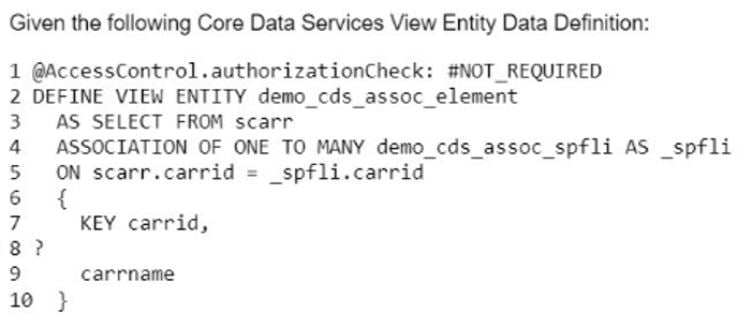 Given the following Core Data Services View Entity Data Definition:
1 @AccessControl.authorizationCheck: #NOT_REQUIRED
2 DEFINE VIEW ENTITY demo_cds_assoc_element
3 AS SELECT FROM scarr
4 ASSOCIATION OF ONE TO MANY demo_cds_assoc_spfli AS _spfli
5 ON scarr.carrid = _spfli.carrid
6 {
7 KEY carrid,
8 ?
9 carrname
10 }